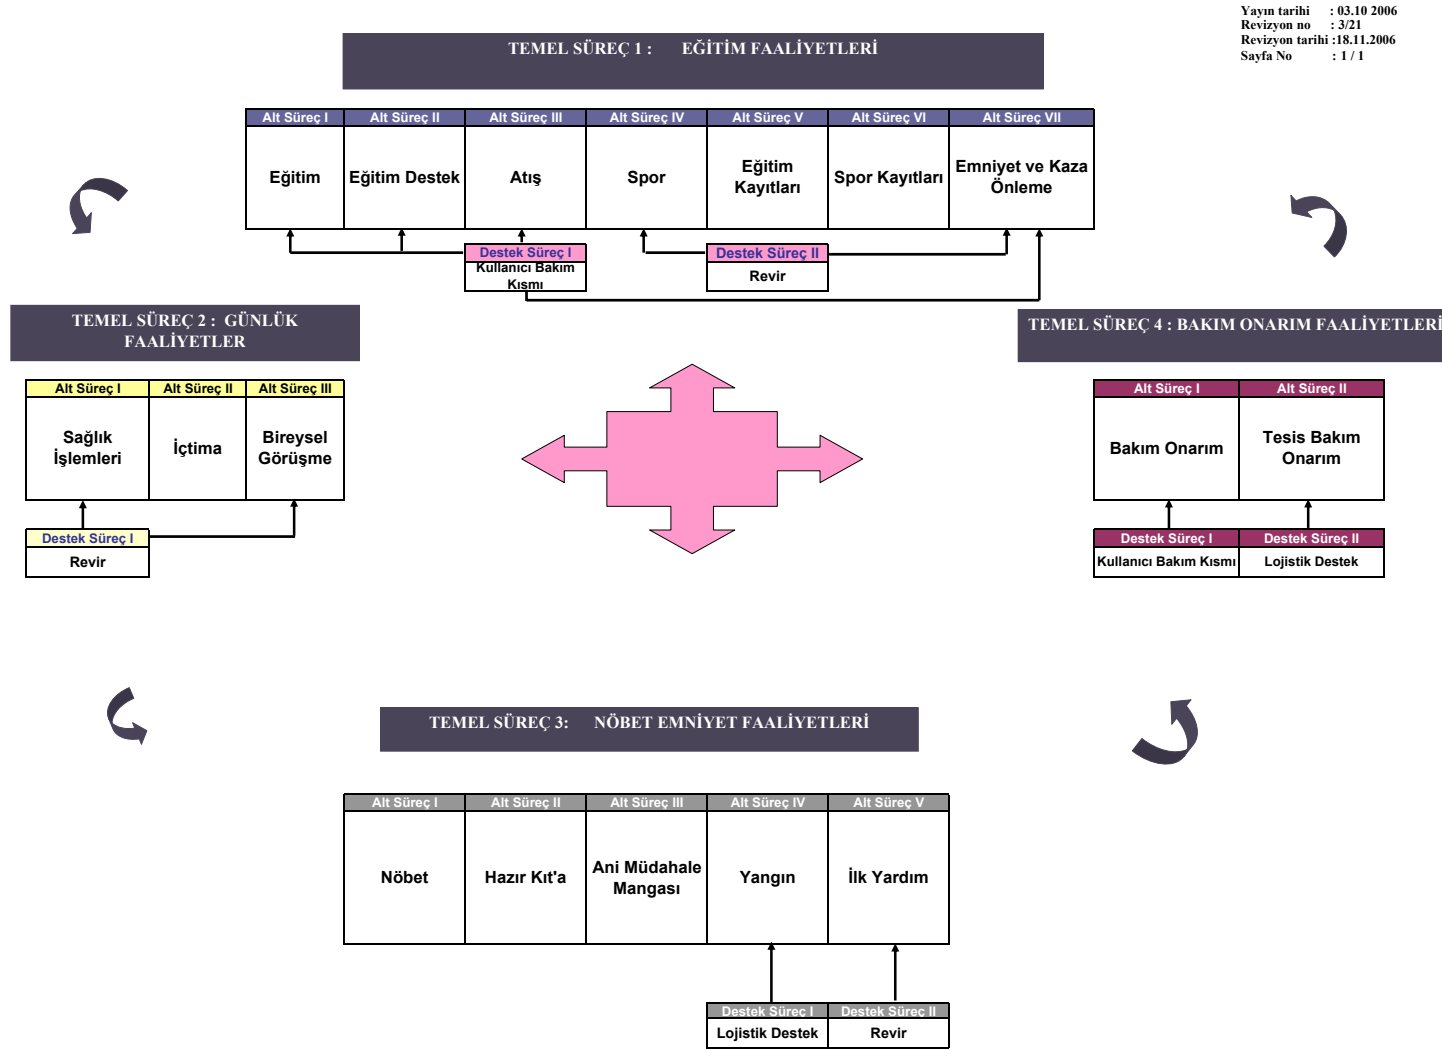 Yayın tarihi : 03.10 2006
Revizyon no : 3/21
Revizyon tarihi :18.11.2006
Sayfa No : 1 / 1
TEMEL SÜREÇ 1 : EĞİTİM FAALİYETLERİ
Alt Süreç I Alt Süreç II Alt Süreç III Alt Süreç IV Alt Süreç V Alt Süreç VI Alt Süreç VII
Eğitim
Eğitim Destek
Atış
Spor
Eğitim
Kayıtları
Spor Kayıtları
Emniyet ve Kaza
Önleme
Destek Süreç I
Kullanıcı Bakım
Kısmı
Destek Süreç II
Revir
TEMEL SÜREÇ 2 : GÜNLÜK
FAALİYETLER
Alt Süreç I Alt Süreç II Alt Süreç III
Sağlık
İşlemleri
İçtima
Bireysel
Görüşme
Destek Süreç I
Revir
TEMEL SÜREÇ 4 : BAKIM ONARIM FAALİYETLERİ
Alt Süreç I Alt Süreç II
Bakım Onarım
Tesis Bakım
Onarım
Destek Süreç I Destek Süreç II
Kullanıcı Bakım Kısmı Lojistik Destek
TEMEL SÜREÇ 3: NÖBET EMNİYET FAALİYETLERİ
Alt Süreç I Alt Süreç II Alt Süreç III Alt Süreç IV Alt Süreç V
Nöbet
Hazır Kıt'a
Ani Müdahale
Mangası
Yangın
İlk Yardım
Destek Süreç I Destek Süreç II
Lojistik Destek Revir